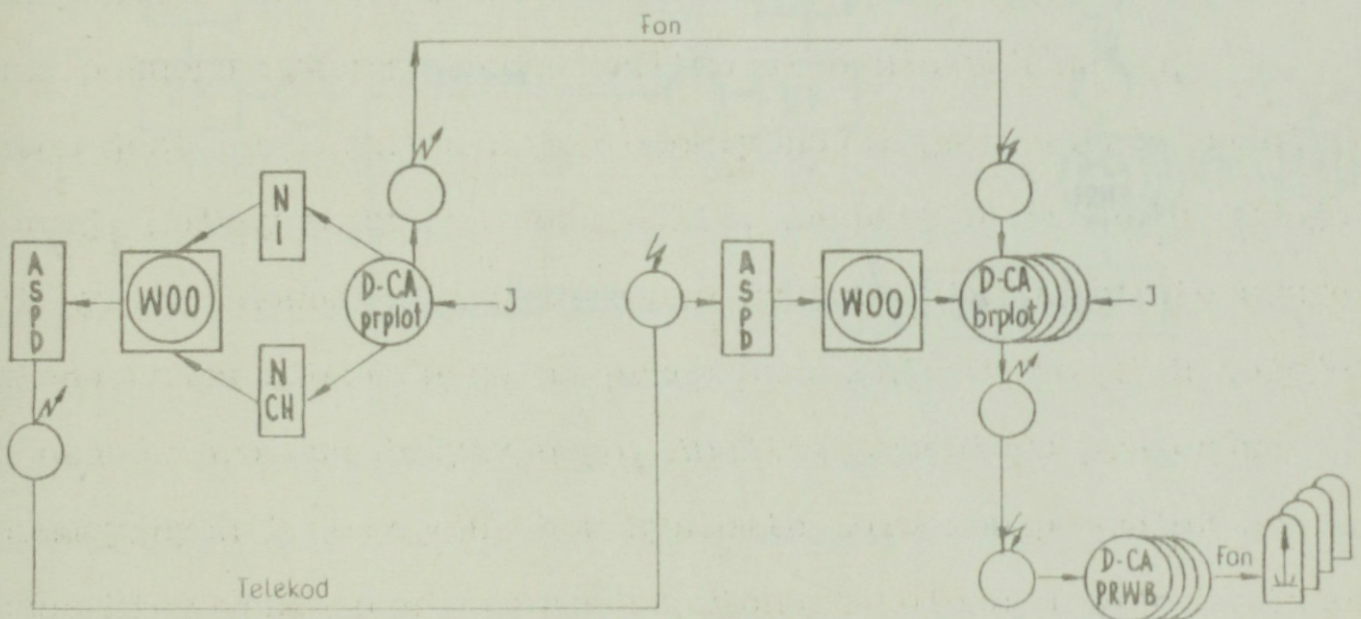 Fon
N
I
A
S
P
D
WOO
D-CA
prplot
J
N
CH
A
S
P
D
WOO
D-CA
brplot
J
Telekod
D-CA
PRWB
Fon